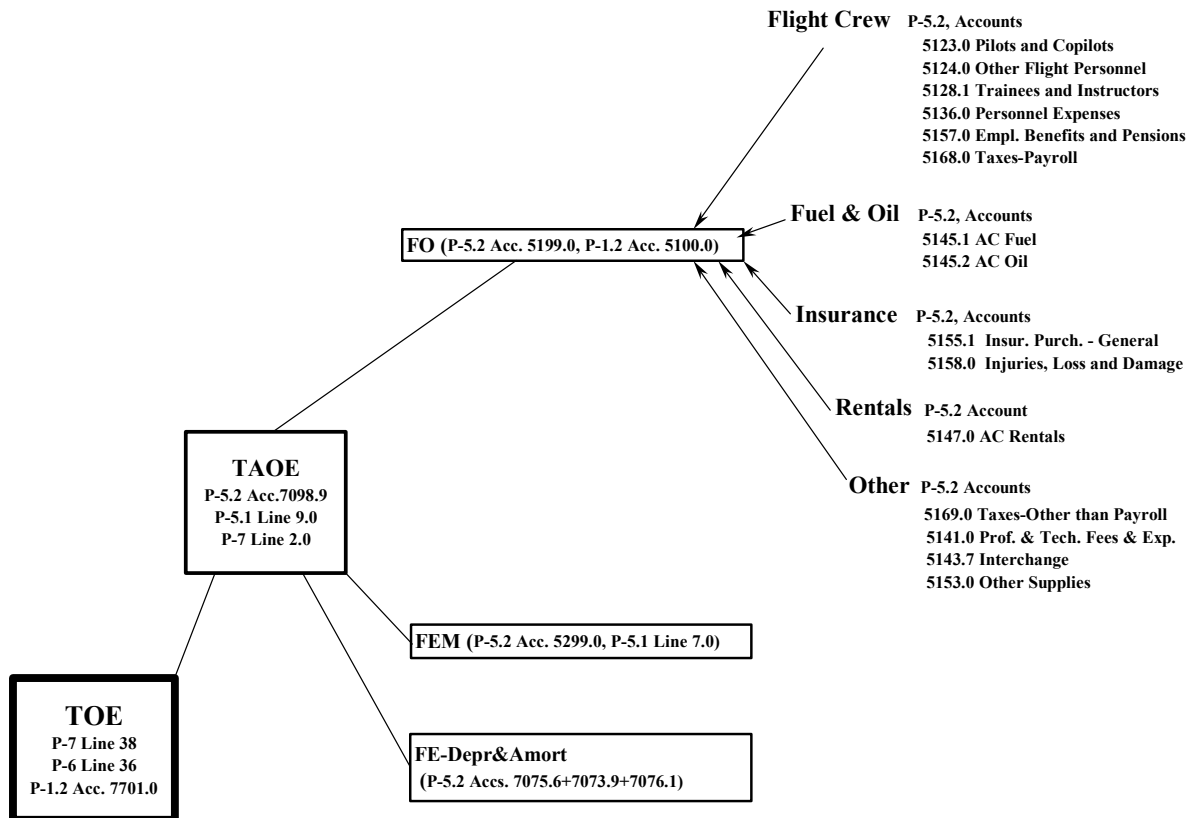 Flight Crew P-5.2, Accounts
5123.0 Pilots and Copilots
5124.0 Other Flight Personnel
5128.1 Trainees and Instructors
5136.0 Personnel Expenses
5157.0 Empl. Benefits and Pensions
5168.0 Taxes-Payroll
Fuel & Oil P-5.2, Accounts
5145.1 AC Fuel
5145.2 AC Oil
FO (P-5.2 Acc. 5199.0, P-1.2 Acc. 5100.0)
Insurance P-5.2, Accounts
5155.1 Insur. Purch. - General
5158.0 Injuries, Loss and Damage
Rentals P-5.2 Account
5147.0 AC Rentals
Other P-5.2 Accounts
5169.0 Taxes-Other than Payroll
5141.0 Prof. & Tech. Fees & Exp.
5143.7 Interchange
5153.0 Other Supplies
TAOE
P-5.2 Acc.7098.9
P-5.1 Line 9.0
P-7 Line 2.0
FEM (P-5.2 Acc. 5299.0, P-5.1 Line 7.0)
TOE
P-7 Line 38
P-6 Line 36
P-1.2 Acc. 7701.0
FE-Depr&Amort
(P-5.2 Accs. 7075.6+7073.9+7076.1)